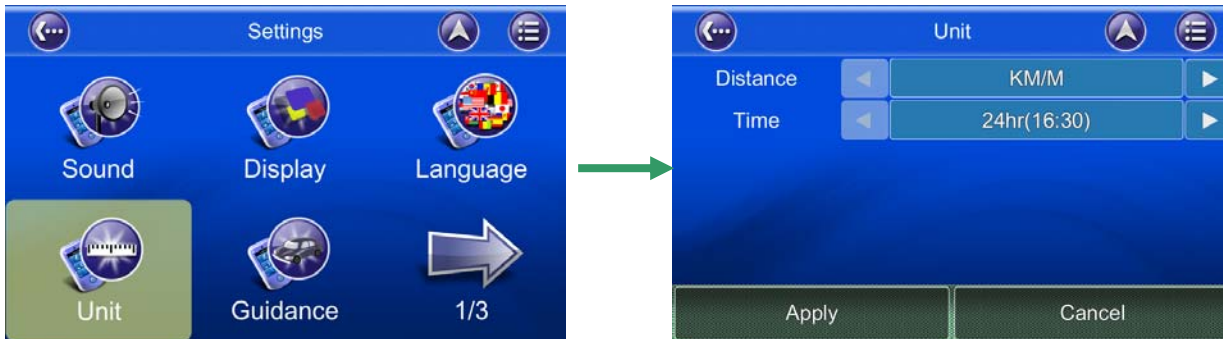 Settings
Sound Display Language
Unit Guidance 1/3
Unit
Distance KM/M
Time 24hr(16:30)
Apply Cancel